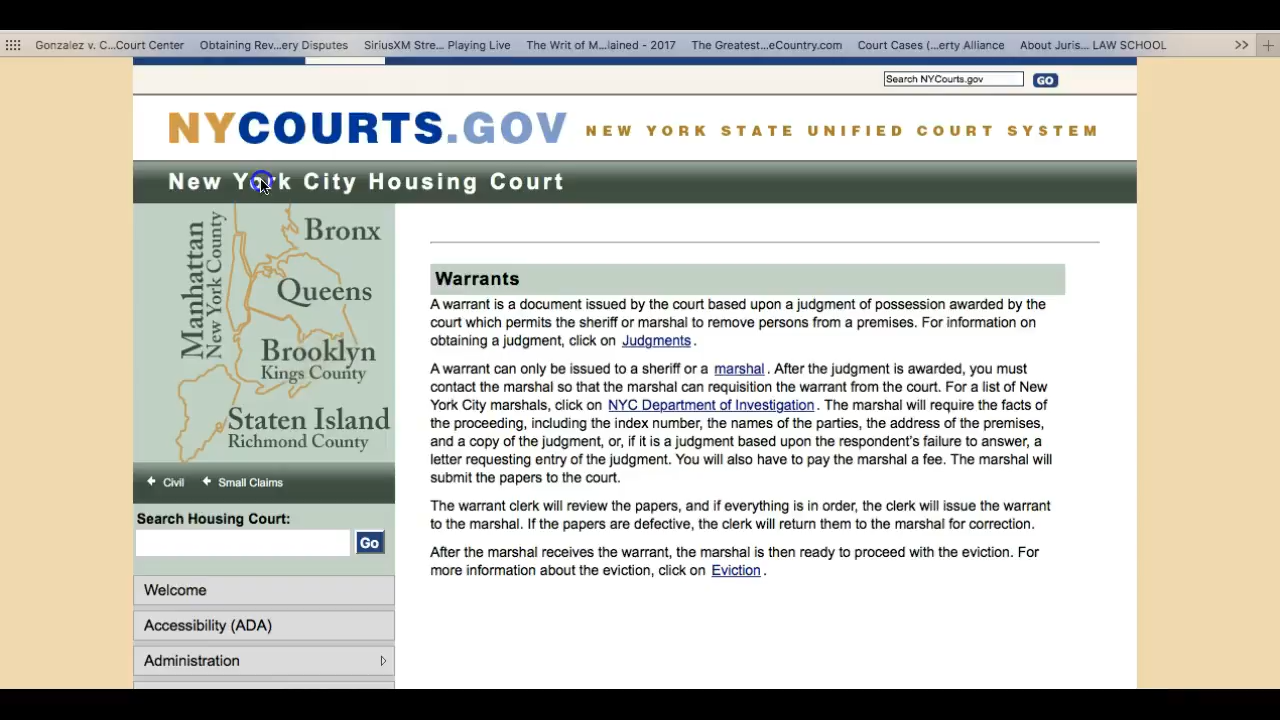 Gonzalez v. C...Court Center Obtaining Rev...ery Disputes SiriusXM Stre... Playing Live The Writ of M...lained - 2017 The Greatest...eCountry.com Court Cases (...erty Alliance About Juris... LAW SCHOOL
Search NYCourts.gov GO
NYCOURTS.GOV NEW YORK STATE UNIFIED COURT SYSTEM
New York City Housing Court
Manhattan
New York County
Bronx
Queens
Brooklyn
Kings County
Staten Island
Richmond County
Civil Small Claims
Search Housing Court:
Go
Welcome
Accessibility (ADA)
Administration
Warrants
A warrant is a document issued by the court based upon a judgment of possession awarded by the
court which permits the sheriff or marshal to remove persons from a premises. For information on
obtaining a judgment, click on Judgments.
A warrant can only be issued to a sheriff or a marshal. After the judgment is awarded, you must
contact the marshal so that the marshal can requisition the warrant from the court. For a list of New
York City marshals, click on NYC Department of Investigation. The marshal will require the facts of
the proceeding, including the index number, the names of the parties, the address of the premises,
and a copy of the judgment, or, if it is a judgment based upon the respondent's failure to answer, a
letter requesting entry of the judgment. You will also have to pay the marshal a fee. The marshal will
submit the papers to the court.
The warrant clerk will review the papers, and if everything is in order, the clerk will issue the warrant
to the marshal. If the papers are defective, the clerk will return them to the marshal for correction.
After the marshal receives the warrant, the marshal is then ready to proceed with the eviction. For
more information about the eviction, click on Eviction.